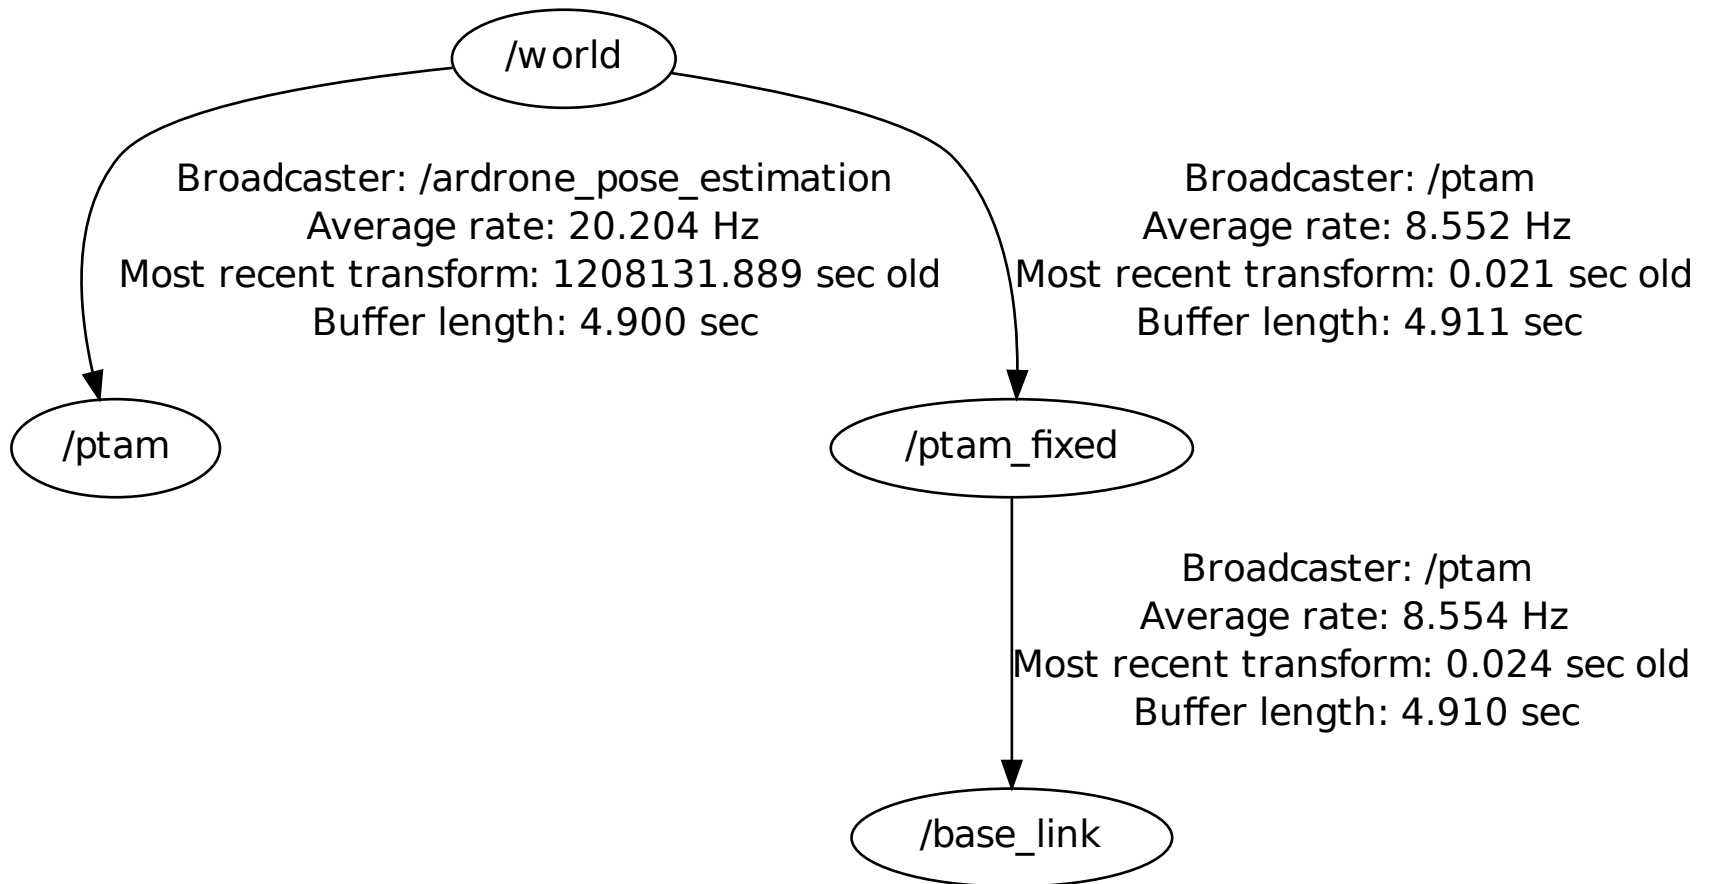 /world
Broadcaster: /ardrone_pose_estimation
Average rate: 20.204 Hz
Most recent transform: 1208131.889 sec old
Buffer length: 4.900 sec
Broadcaster: /ptam
Average rate: 8.552 Hz
Most recent transform: 0.021 sec old
Buffer length: 4.911 sec
/ptam
/ptam_fixed
Broadcaster: /ptam
Average rate: 8.554 Hz
Most recent transform: 0.024 sec old
Buffer length: 4.910 sec
/base_link